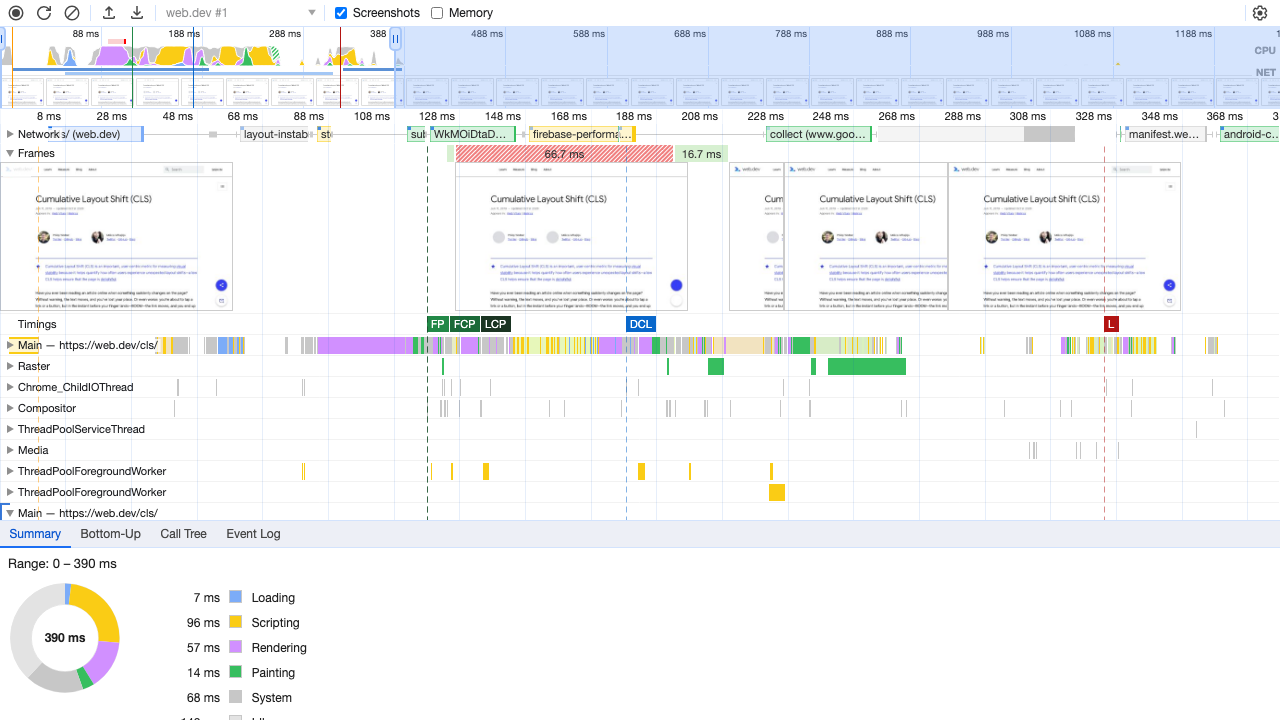 web.dev #1
Screenshots
Memory
88 ms
188 ms
288 ms
388
488 ms
588 ms
688 ms
788 ms
888 ms
988 ms
1088 ms
1188 ms
CPU
NET
8 ms
28 ms
48 ms
68 ms
88 ms
108 ms
128 ms
148 ms
168 ms
188 ms
208 ms
228 ms
248 ms
268 ms
288 ms
308 ms
328 ms
348 ms
368 ms
3
Network
s/ (web.dev)
layout-instab
WkMOiDtaD…
firebase-performa…
collect (www.goo…
manifest.we…
android-c…
Frames
66.7 ms
16.7 ms
Cumulative Layout Shift (CLS)
Cumulative Layout Shift (CLS)
Cumu
Cumulative Layout Shift (CLS)
Cumulative Layout Shift (CLS)
Timings
FP
FCP
LCP
DCL
L
Main — https://web.dev/cls/
Raster
Chrome_ChildIOThread
Compositor
ThreadPoolServiceThread
Media
ThreadPoolForegroundWorker
ThreadPoolForegroundWorker
Main — https://web.dev/cls/
Summary
Bottom-Up
Call Tree
Event Log
Range: 0 – 390 ms
390 ms
7 ms Loading
96 ms Scripting
57 ms Rendering
14 ms Painting
68 ms System